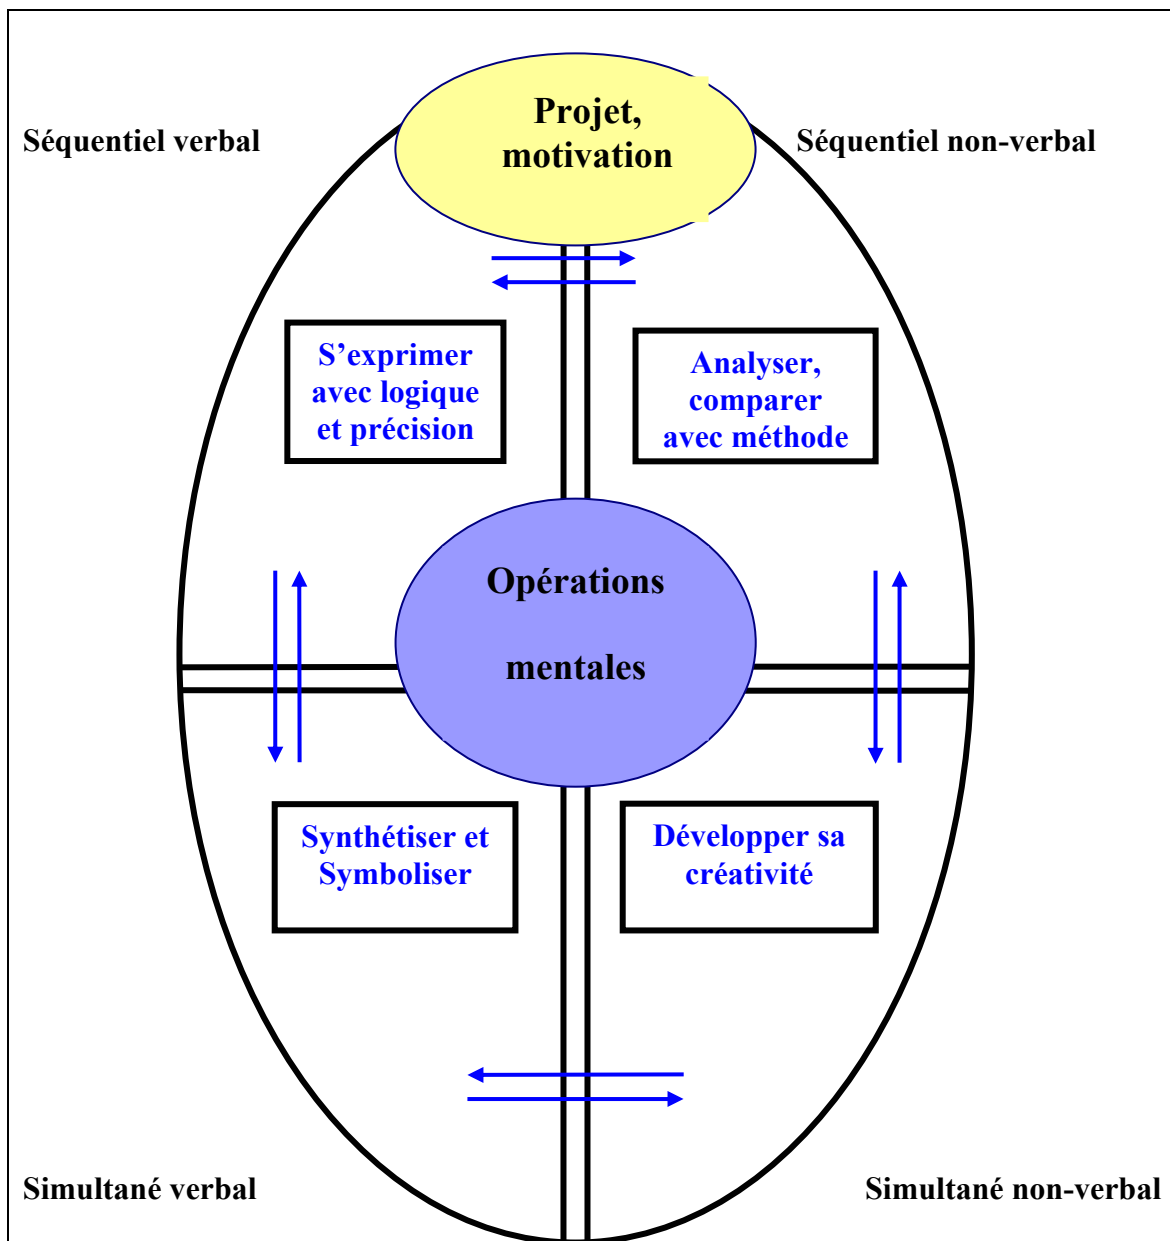 Projet,
motivation
Séquentiel verbal
Séquentiel non-verbal
S’exprimer
avec logique
et précision
Analyser,
comparer
avec méthode
Opérations
mentales
Synthétiser et
Symboliser
Développer sa
créativité
Simultané verbal
Simultané non-verbal